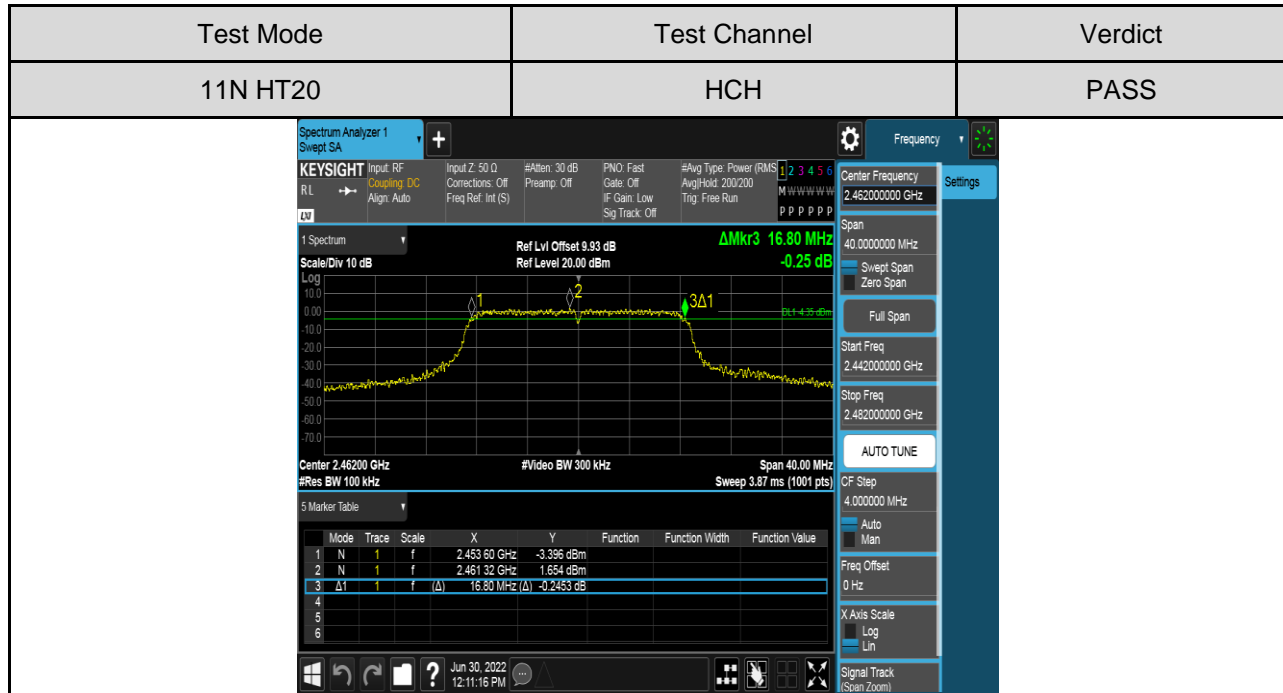 Test Mode Test Channel Verdict
11N HT20 HCH PASS
Spectrum Analyzer 1
Swept SA
+
Frequency
KEYSIGHT Input: RF Input Z: 50 Ω #Atten: 30 dB PNO: Fast #Avg Type: Power (RMS 1 2 3 4 5 6
RL Coupling: DC Corrections: Off Preamp: Off Gate: Off Avg|Hold: 200/200 M W W W W W
Align: Auto Freq Ref: Int (S) IF Gain: Low Trig: Free Run
LXI Sig Track: Off P P P P P P
1 Spectrum
Ref Lvl Offset 9.93 dB ΔMkr3 16.80 MHz
Scale/Div 10 dB Ref Level 20.00 dBm -0.25 dB
Log
10.0
0.00
-10.0
-20.0
-30.0
-40.0
-50.0
-60.0
-70.0
1
2
3Δ1
DL1 -4.35 dBm
Center 2.46200 GHz #Video BW 300 kHz Span 40.00 MHz
#Res BW 100 kHz Sweep 3.87 ms (1001 pts)
5 Marker Table
Mode Trace Scale X Y Function Function Width Function Value
1 N 1 f 2.453 60 GHz -3.396 dBm
2 N 1 f 2.461 32 GHz 1.654 dBm
3 Δ1 1 f (Δ) 16.80 MHz (Δ) -0.2453 dB
4
5
6
? Jun 30, 2022
12:11:16 PM
Center Frequency
2.462000000 GHz
Settings
Span
40.0000000 MHz
Swept Span
Zero Span
Full Span
Start Freq
2.442000000 GHz
Stop Freq
2.482000000 GHz
AUTO TUNE
CF Step
4.000000 MHz
Auto
Man
Freq Offset
0 Hz
X Axis Scale
Log
Lin
Signal Track
(Span Zoom)